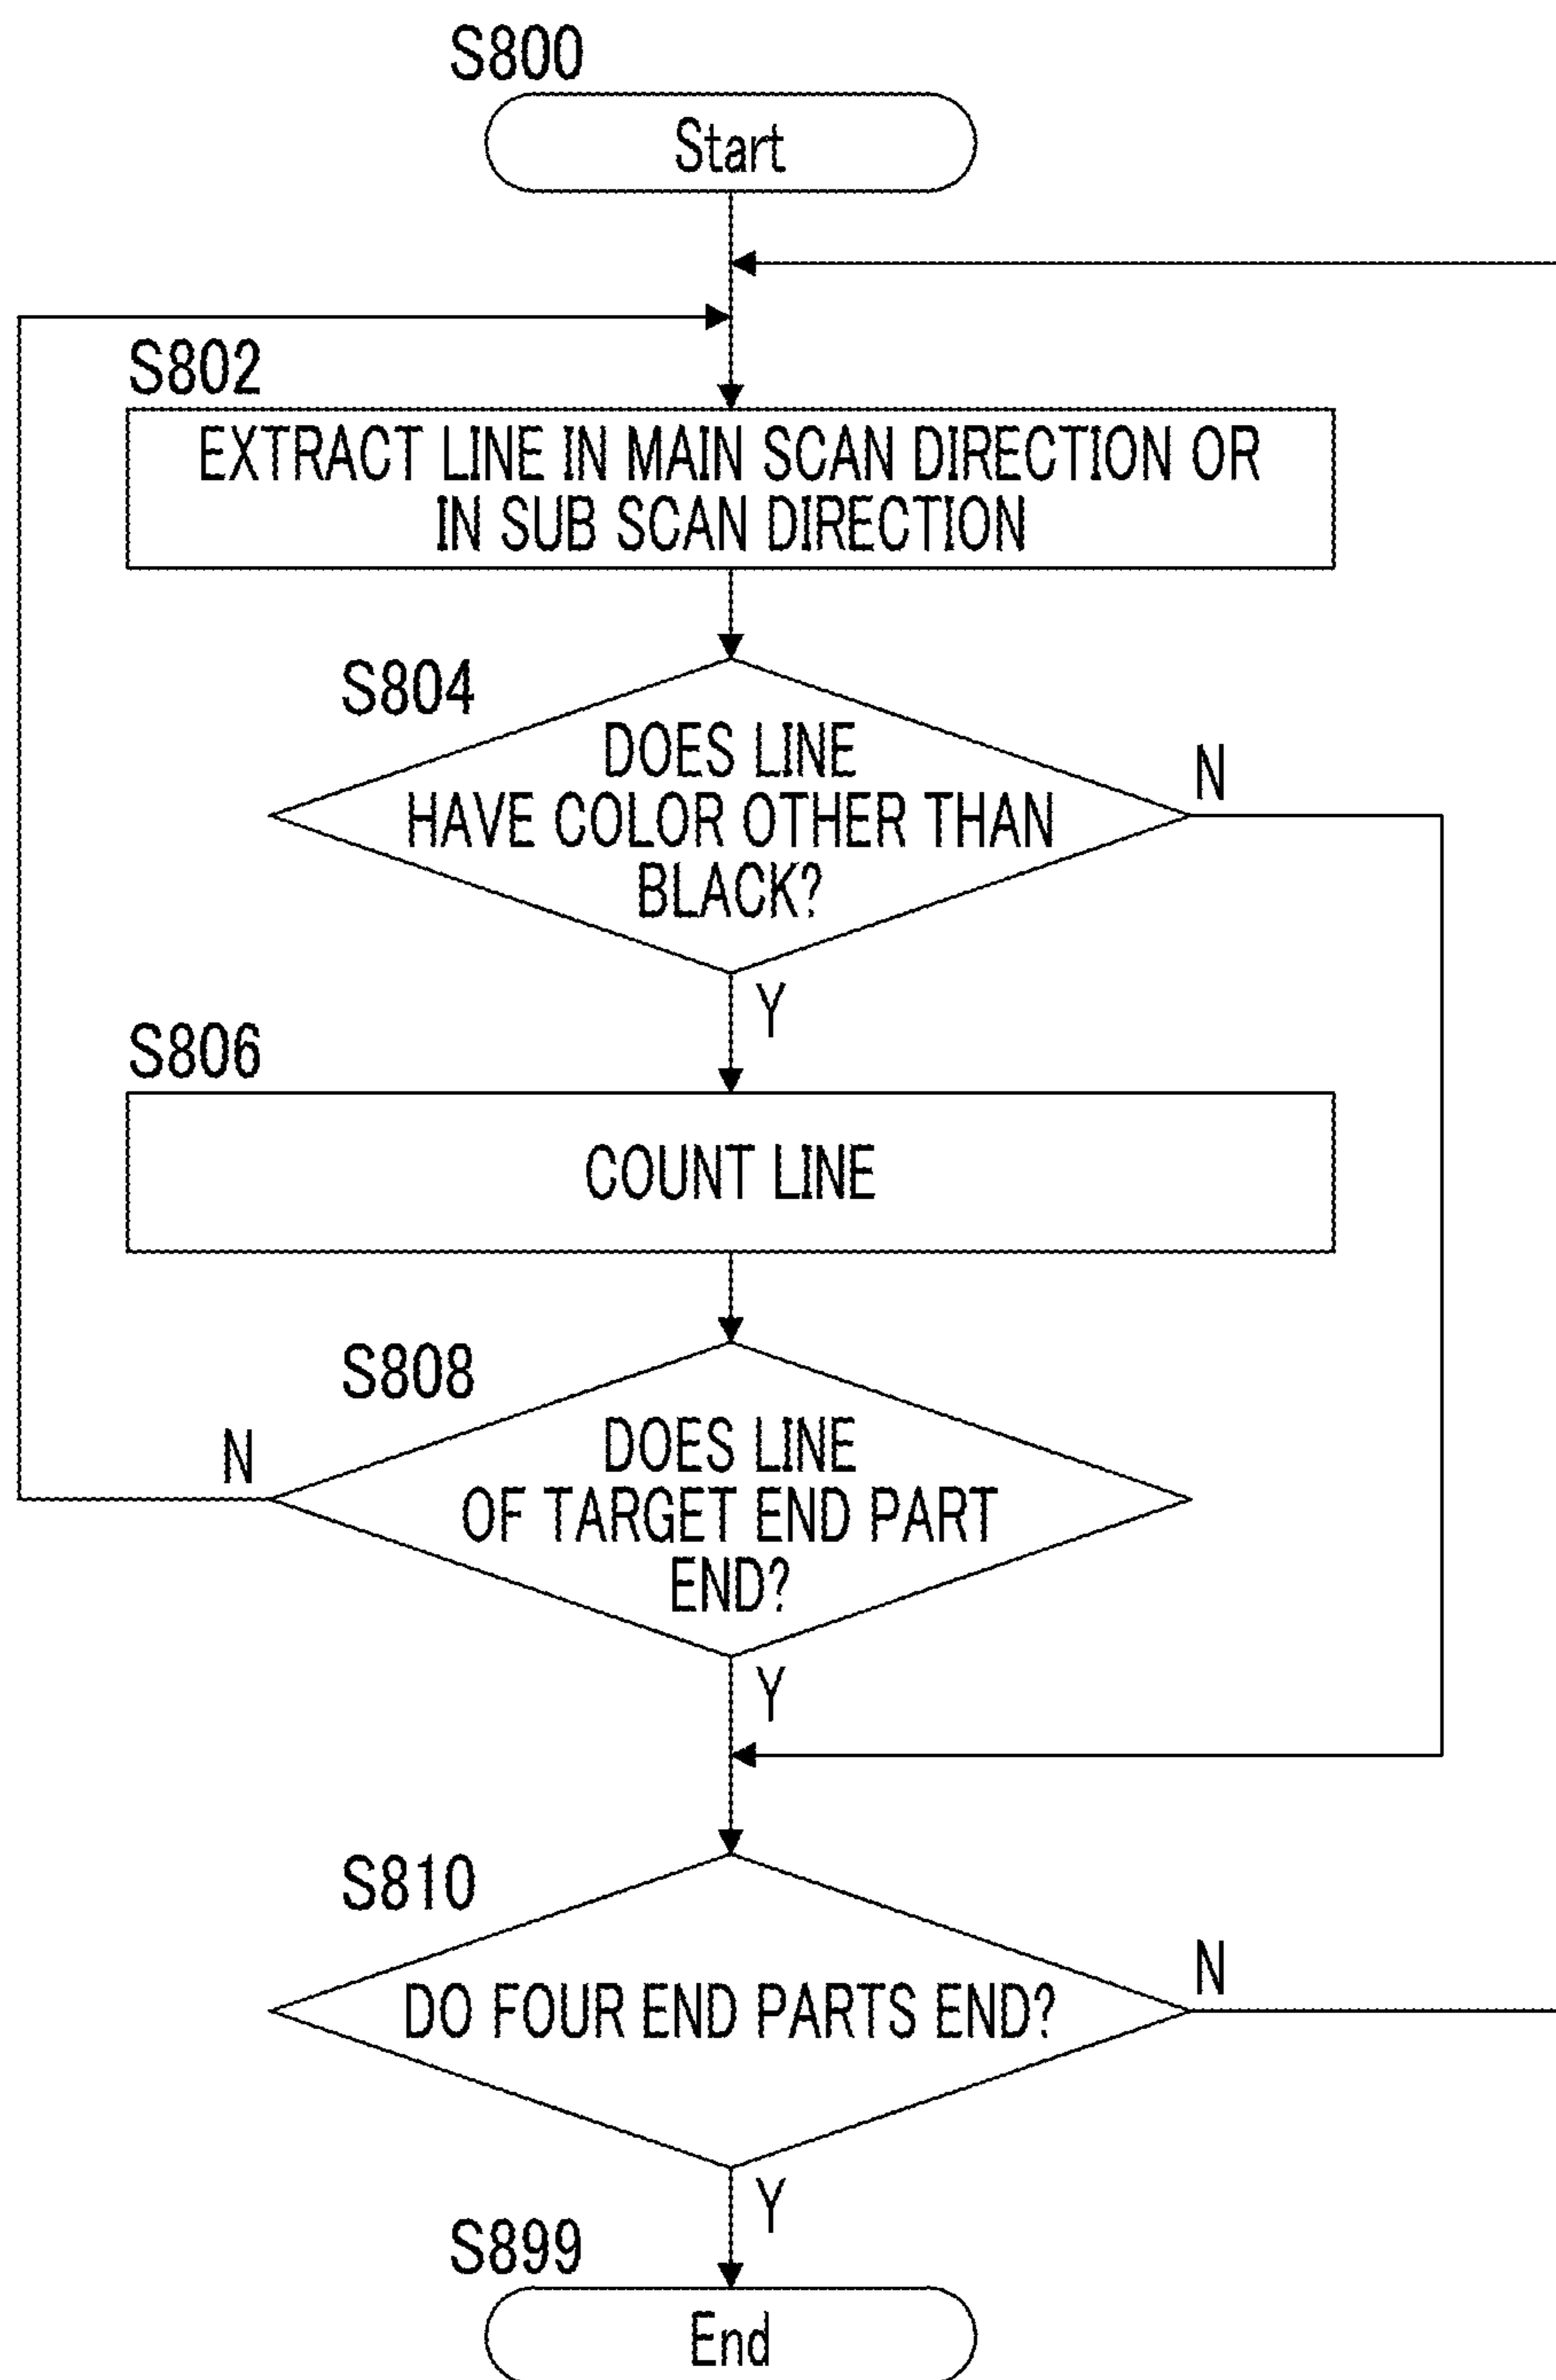 S800
Start
S802
EXTRACT LINE IN MAIN SCAN DIRECTION OR
IN SUB SCAN DIRECTION
S804
DOES LINE
HAVE COLOR OTHER THAN
BLACK?
N
Y
S806
COUNT LINE
S808
DOES LINE
OF TARGET END PART
END?
N
Y
S810
DO FOUR END PARTS END?
N
Y
S899
End